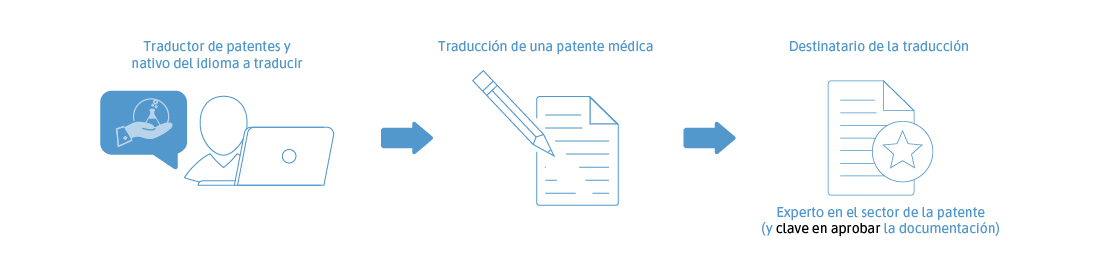 Traductor de patentes y
nativo del idioma a traducir
Traducción de una patente médica
Destinatario de la traducción
Experto en el sector de la patente
(y clave en aprobar la documentación)